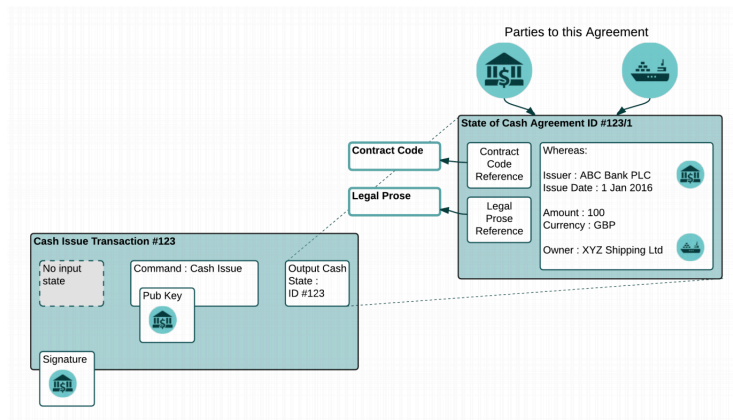 Parties to this Agreement
State of Cash Agreement ID #123/1
Contract Code
Contract
Code
Reference
Whereas:
Issuer : ABC Bank PLC
Issue Date : 1 Jan 2016
Amount : 100
Currency : GBP
Owner : XYZ Shipping Ltd
Legal Prose
Legal
Prose
Reference
Cash Issue Transaction #123
No input
state
Command : Cash Issue
Pub Key
Output Cash
State :
ID #123
Signature